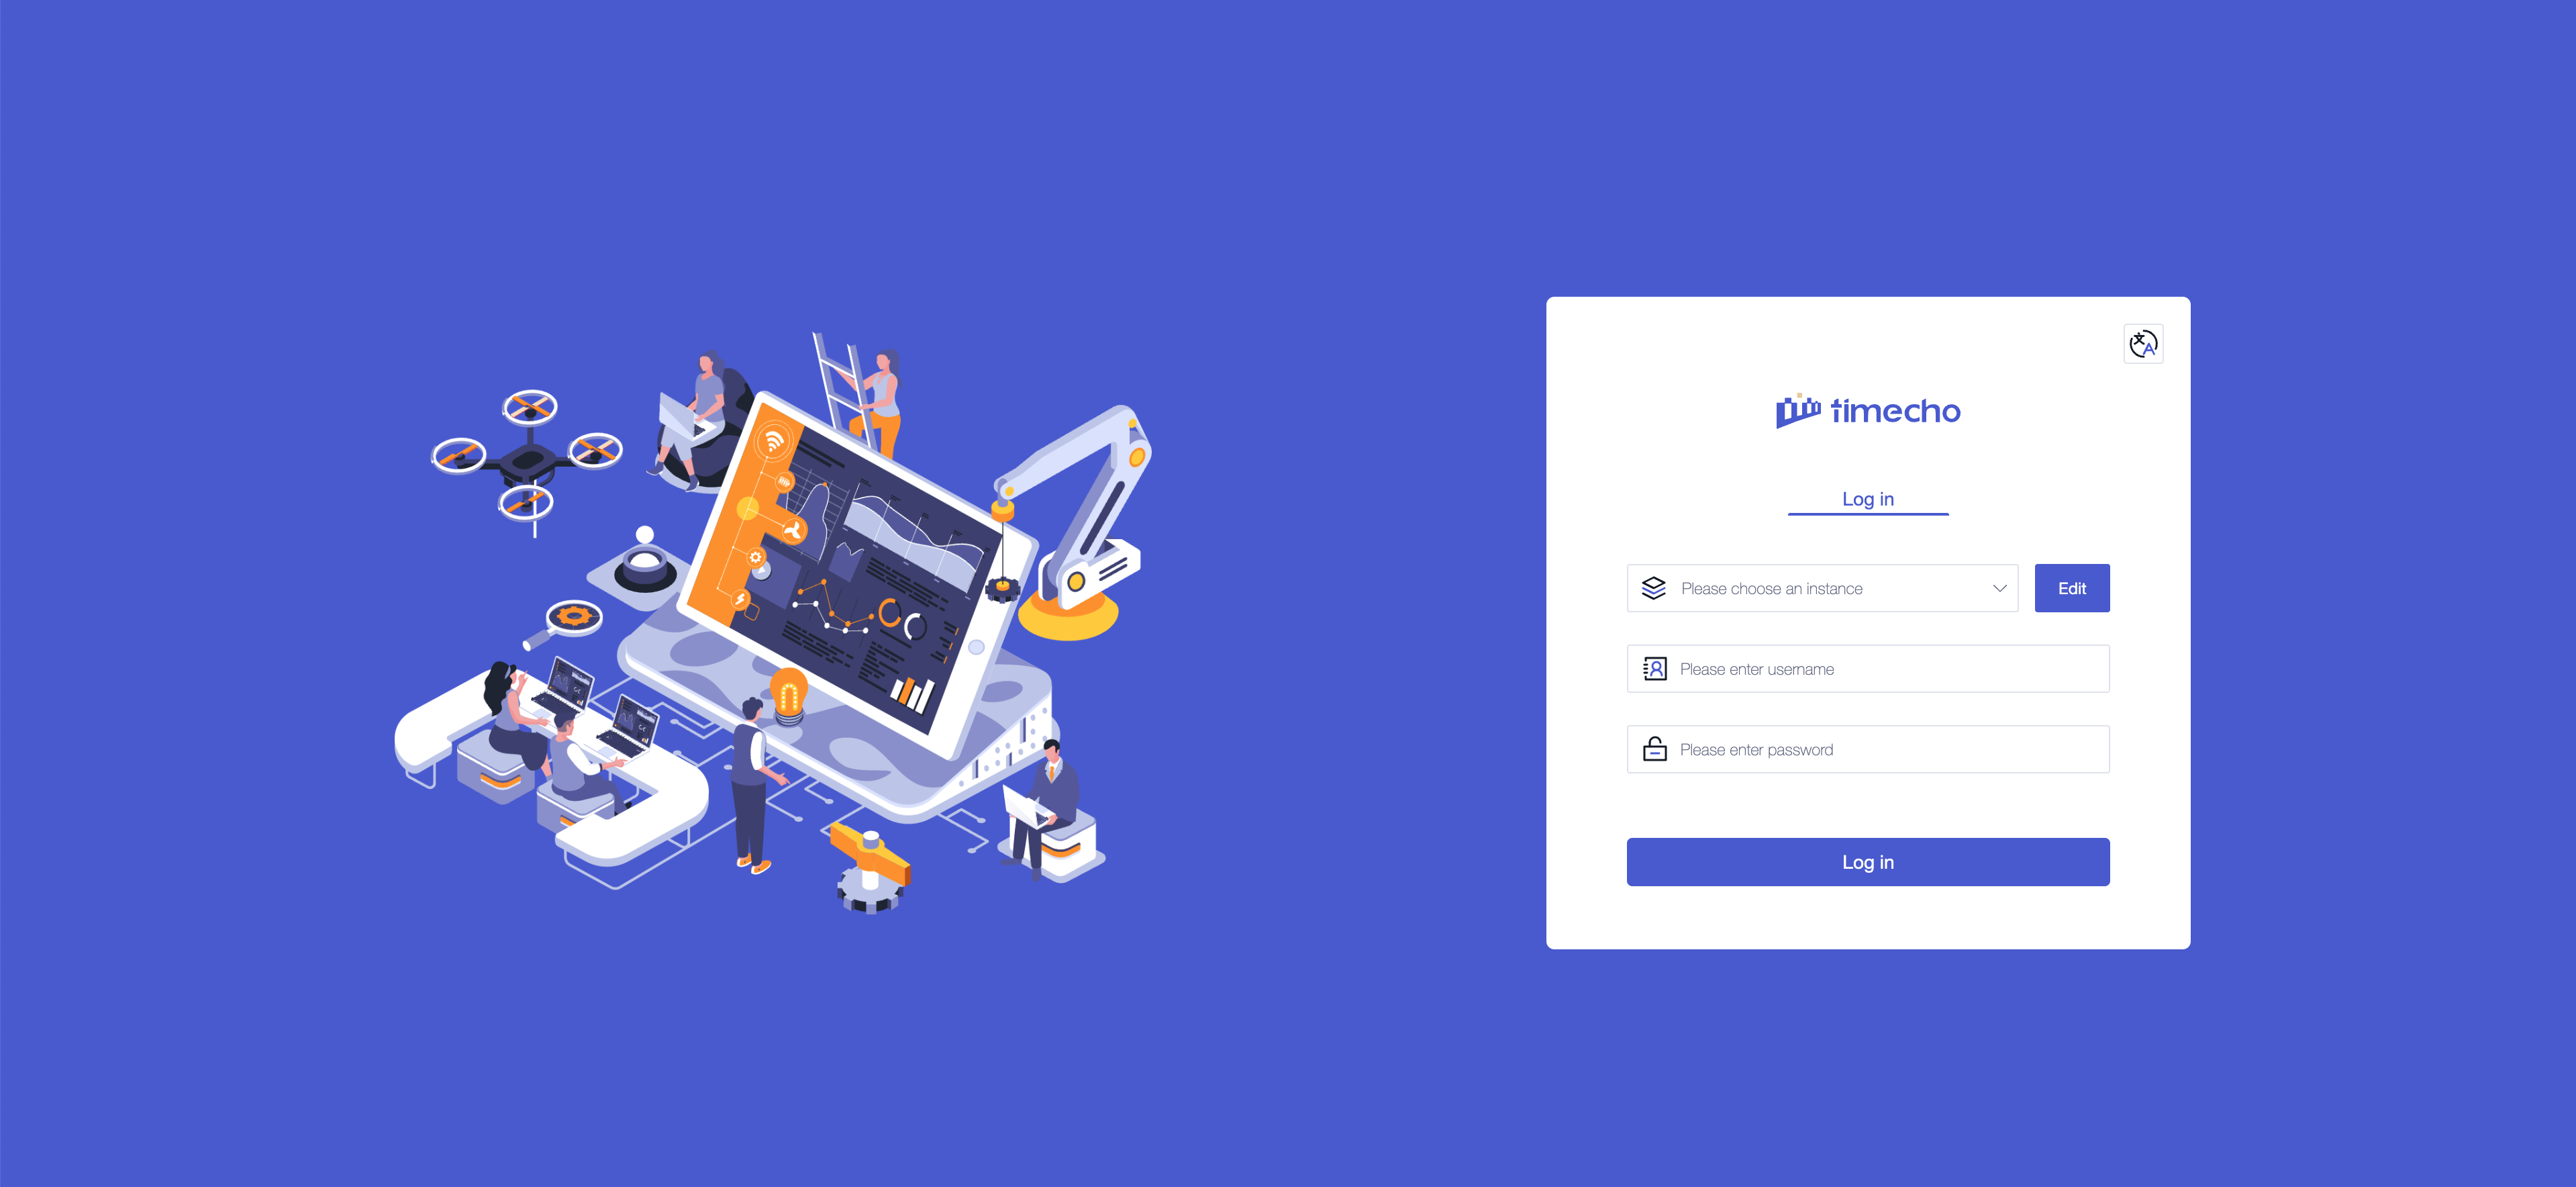 timecho
Log in
Please choose an instance
Edit
Please enter username
Please enter password
Log in